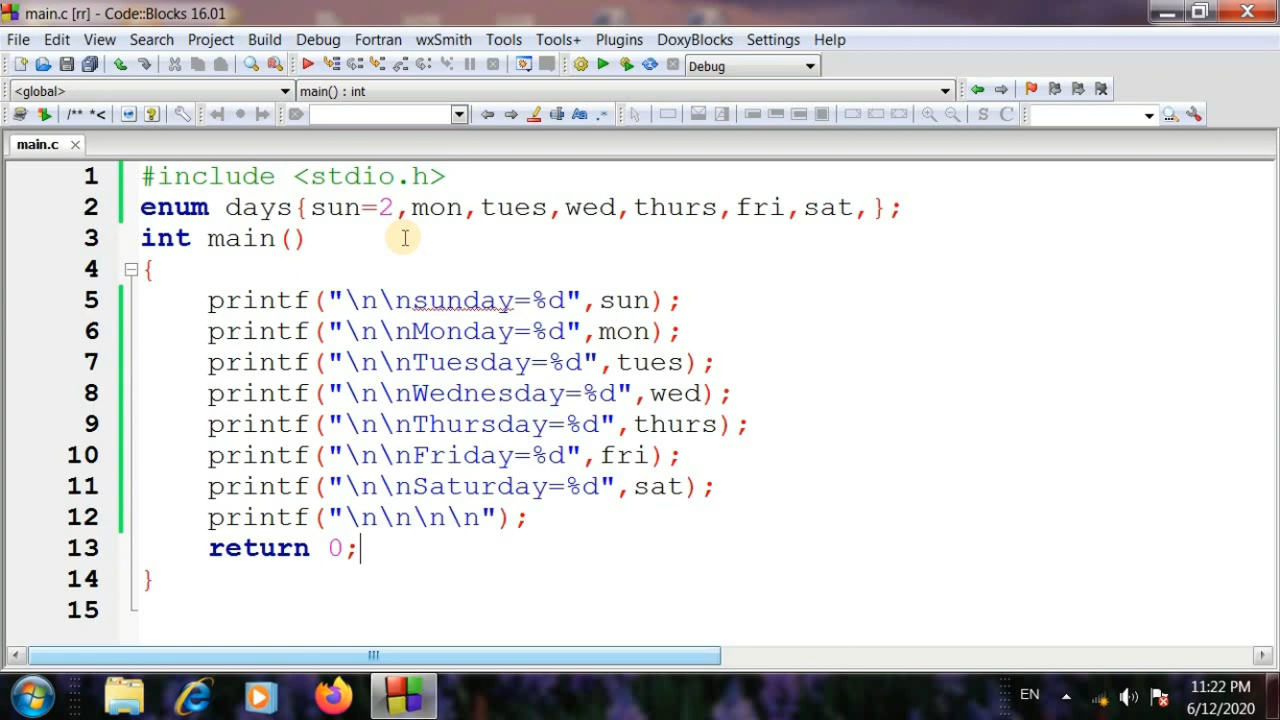 main.c [rr] - Code::Blocks 16.01
File Edit View Search Project Build Debug Fortran wxSmith Tools Tools+ Plugins DoxyBlocks Settings Help
Debug
<global> main() : int
/** *< ? Aa .* S C
main.c
1 #include <stdio.h>
2 enum days{sun=2,mon,tues,wed,thurs,fri,sat,};
3 int main()
4 {
5 printf("\n\nsunday=%d",sun);
6 printf("\n\nMonday=%d",mon);
7 printf("\n\nTuesday=%d",tues);
8 printf("\n\nWednesday=%d",wed);
9 printf("\n\nThursday=%d",thurs);
10 printf("\n\nFriday=%d",fri);
11 printf("\n\nSaturday=%d",sat);
12 printf("\n\n\n\n");
13 return 0;
14 }
15
EN 11:22 PM
6/12/2020